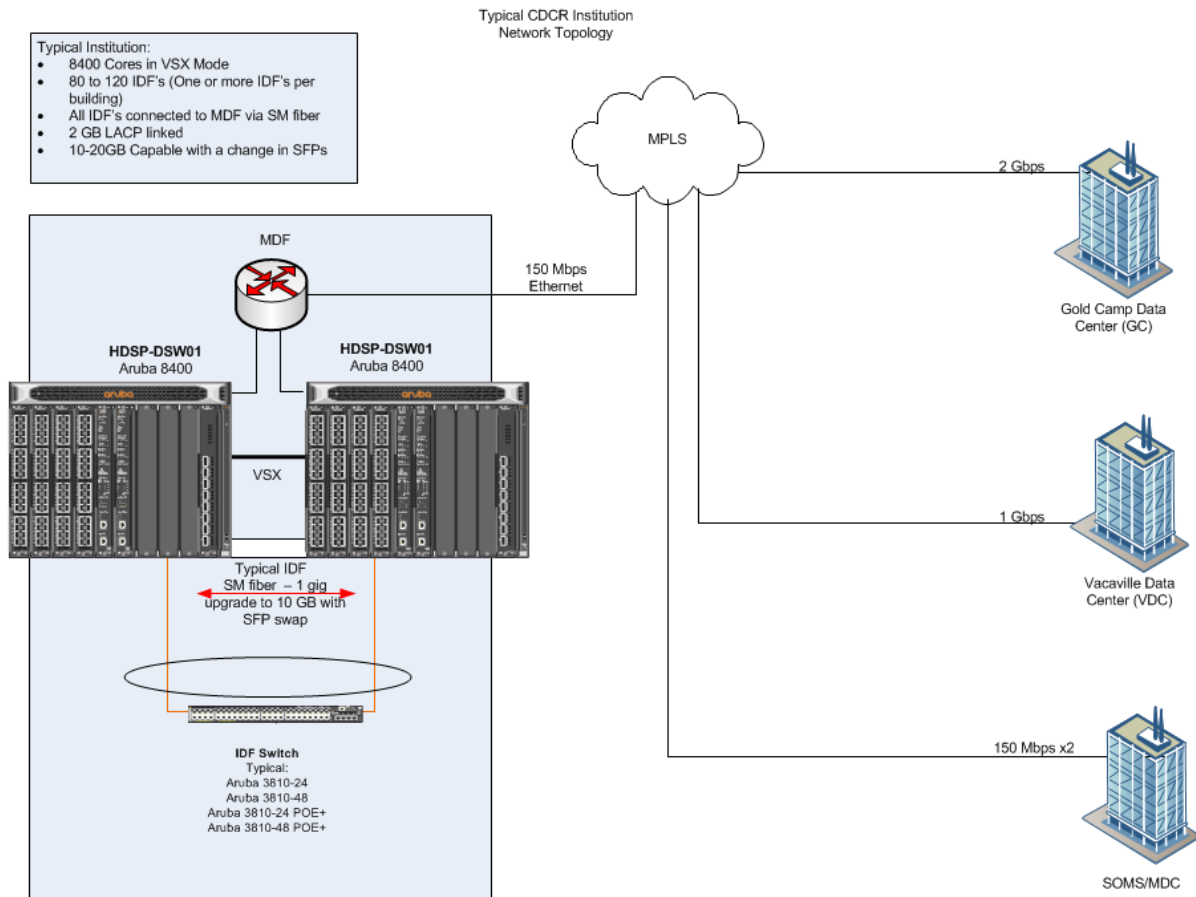 Typical CDCR Institution
Network Topology
Typical Institution:
• 8400 Cores in VSX Mode
• 80 to 120 IDF's (One or more IDF's per
building)
• All IDF's connected to MDF via SM fiber
• 2 GB LACP linked
• 10-20GB Capable with a change in SFPs
MPLS
2 Gbps
MDF
150 Mbps
Ethernet
Gold Camp Data
Center (GC)
HDSP-DSW01
Aruba 8400
HDSP-DSW01
Aruba 8400
aruba
aruba
VSX
1 Gbps
Typical IDF
SM fiber – 1 gig
upgrade to 10 GB with
SFP swap
Vacaville Data
Center (VDC)
IDF Switch
Typical:
Aruba 3810-24
Aruba 3810-48
Aruba 3810-24 POE+
Aruba 3810-48 POE+
150 Mbps x2
SOMS/MDC